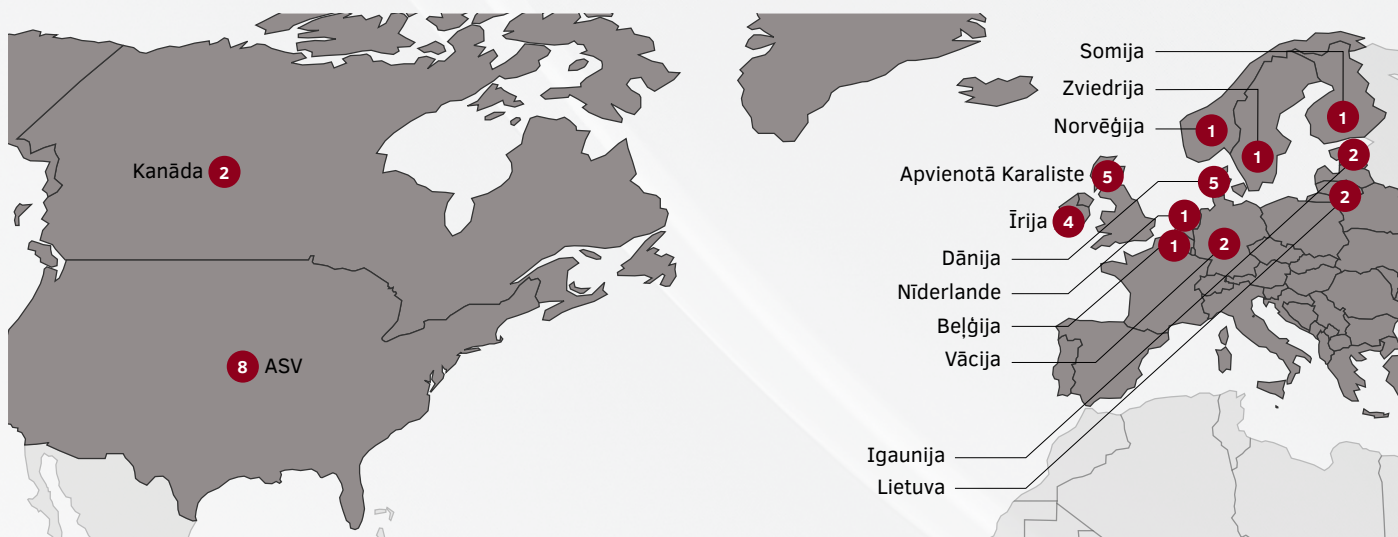 Kanāda 2
8 ASV
Somija 1
Zviedrija 1
Norvēģija 1
Apvienotā Karaliste 5
Īrija 4
Dānija 5
Nīderlande 1
Beļģija 1
Vācija 2
Igaunija 2
Lietuva 2